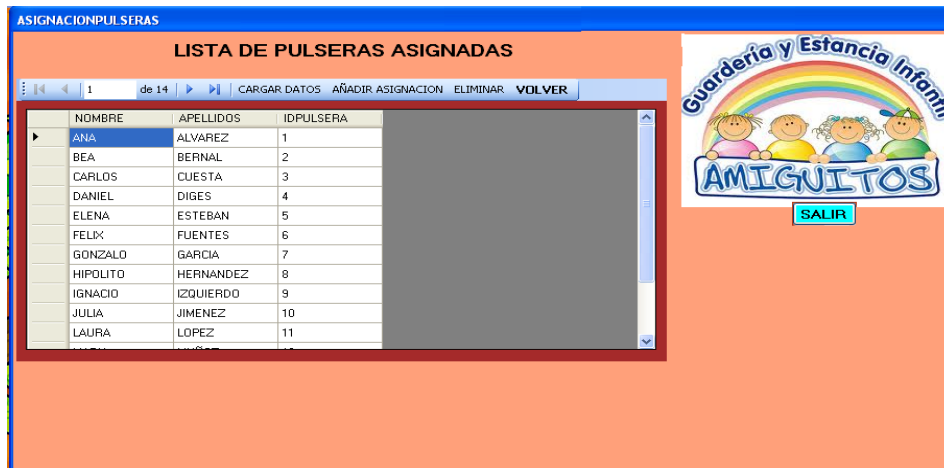 ASIGNACIONPULSERAS
LISTA DE PULSERAS ASIGNADAS
1 de 14 CARGAR DATOS AÑADIR ASIGNACION ELIMINAR VOLVER
NOMBRE APELLIDOS IDPULSERA
ANA ALVAREZ 1
BEA BERNAL 2
CARLOS CUESTA 3
DANIEL DIGES 4
ELENA ESTEBAN 5
FELIX FUENTES 6
GONZALO GARCIA 7
HIPOLITO HERNANDEZ 8
IGNACIO IZQUIERDO 9
JULIA JIMENEZ 10
LAURA LOPEZ 11
Guardería y Estancia Infantil
AMIGUITOS
SALIR